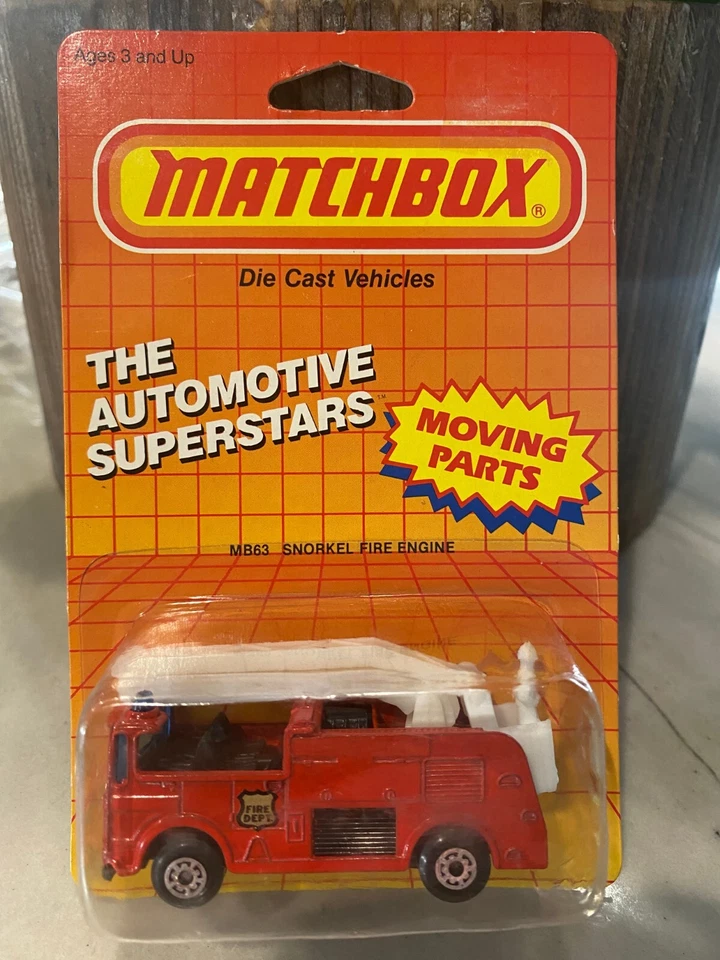 Ages 3 and Up
MATCHBOX®
Die Cast Vehicles
THE
AUTOMOTIVE
SUPERSTARS™
MOVING
PARTS
MB63 SNORKEL FIRE ENGINE
FIRE
DEPT.